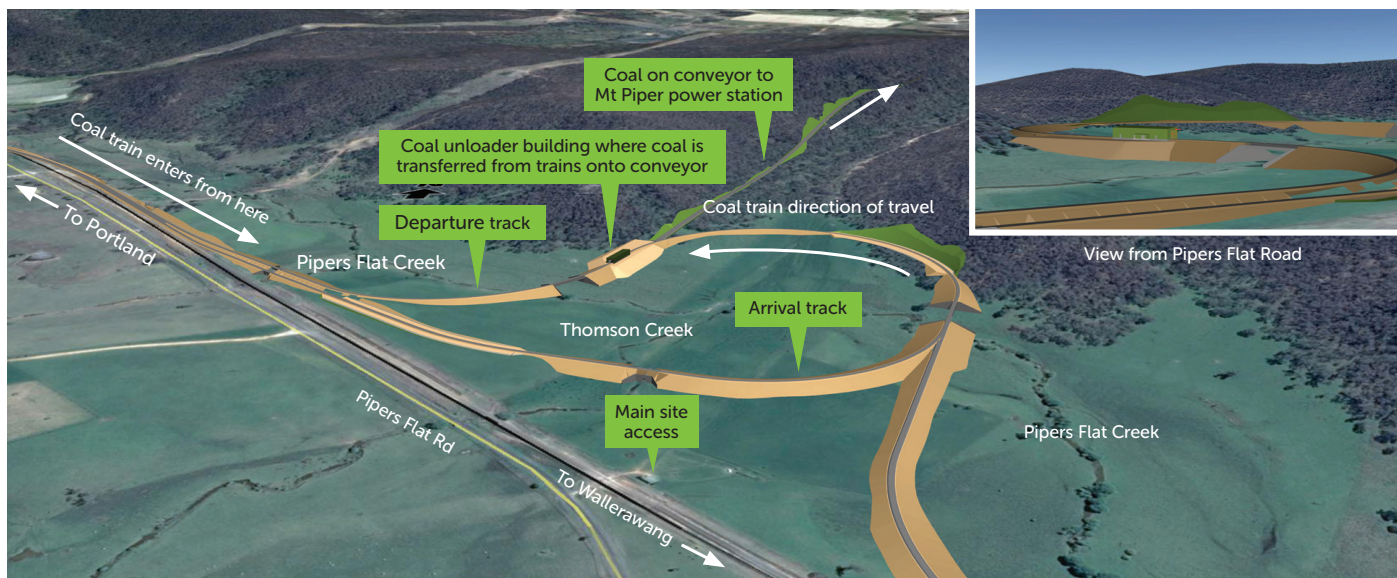 Coal on conveyor to
Mt Piper power station
Coal train enters from here
Coal unloader building where coal is
transferred from trains onto conveyor
To Portland
Departure track
Coal train direction of travel
Pipers Flat Creek
View from Pipers Flat Road
Thomson Creek
Arrival track
Pipers Flat Rd
Main site
access
Pipers Flat Creek
To Wallerawang